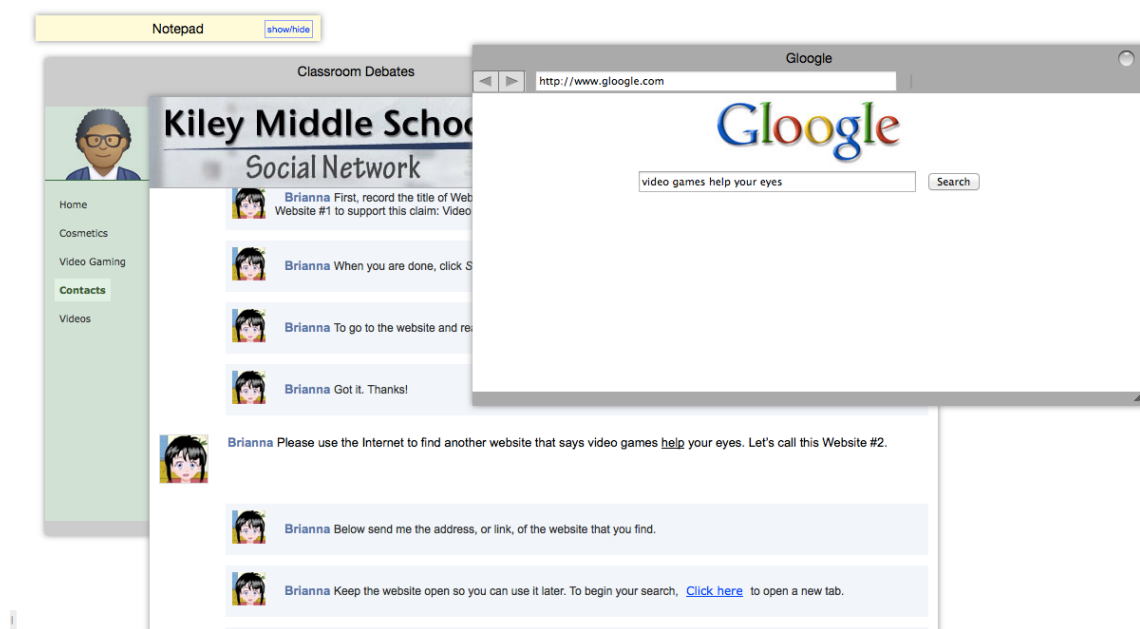 Notepad
show/hide
Classroom Debates
Kiley Middle Schoo
Social Network
Home
Cosmetics
Video Gaming
Contacts
Videos
Brianna First, record the title of Web
Website #1 to support this claim: Video
Brianna When you are done, click
Brianna To go to the website and
Brianna Got it. Thanks!
Brianna Please use the Internet to find another website that says video games help your eyes. Let's call this Website #2.
Brianna Below send me the address, or link, of the website that you find.
Brianna Keep the website open so you can use it later. To begin your search, Click here to open a new tab.
Gloogle
http://www.gloogle.com
Gloogle
video games help your eyes
Search